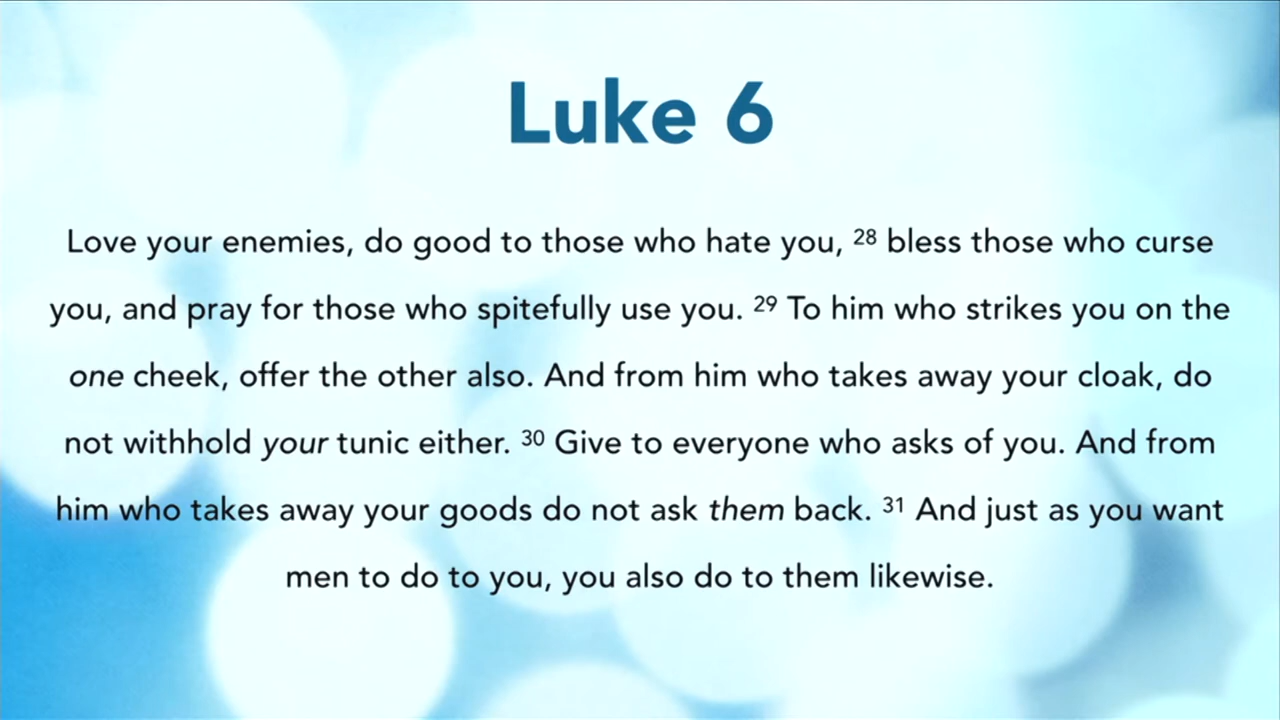 Luke 6
Love your enemies, do good to those who hate you, 28 bless those who curse
you, and pray for those who spitefully use you. 29 To him who strikes you on the
one cheek, offer the other also. And from him who takes away your cloak, do
not withhold your tunic either. 30 Give to everyone who asks of you. And from
him who takes away your goods do not ask them back. 31 And just as you want
men to do to you, you also do to them likewise.